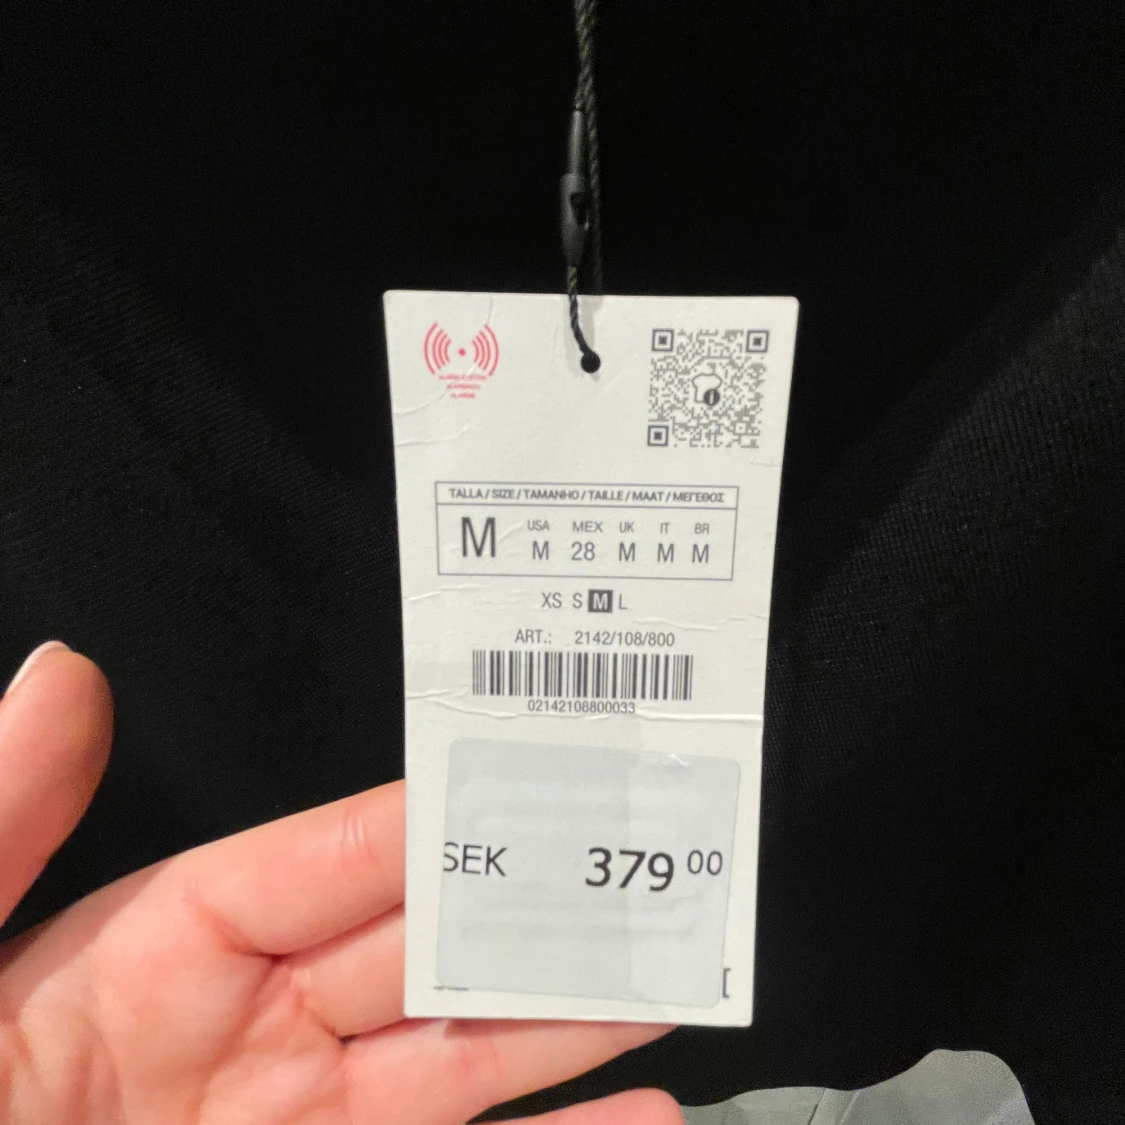 TALLA / SIZE / TAMANHO / TAILLE / MAAT / ΜΕΓΕΘΟΣ
M
USA MEX UK IT BR
M 28 M M M
XS S M L
ART.: 2142/108/800
02142108800033
SEK 379 00